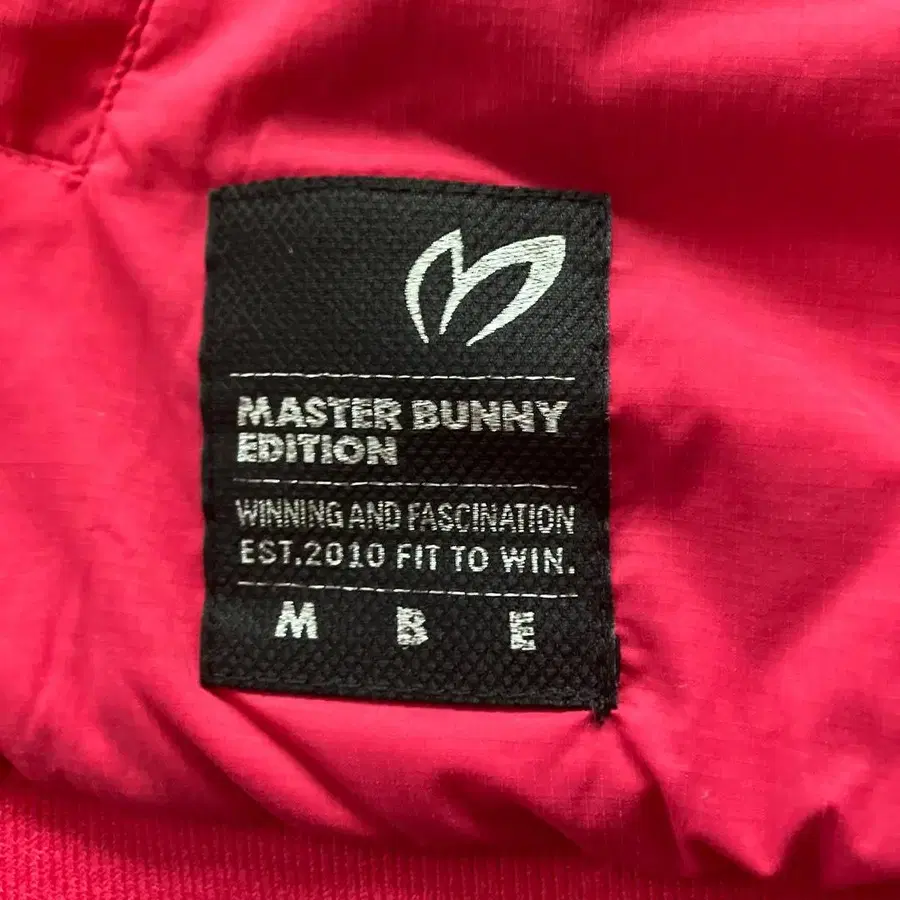 MASTER BUNNY
EDITION
WINNING AND FASCINATION
EST.2010 FIT TO WIN.
M B E